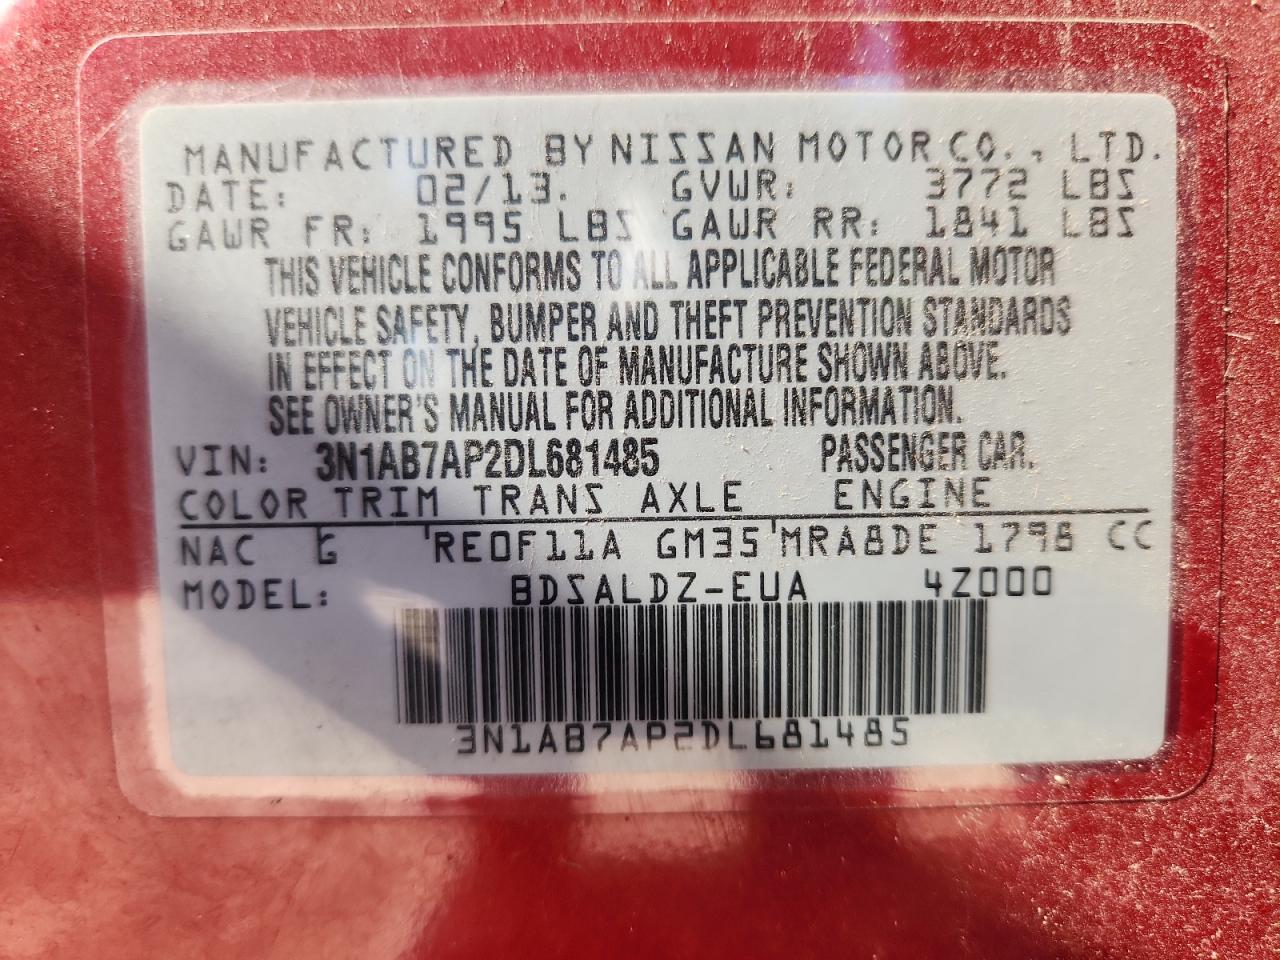 MANUFACTURED BY NISSAN MOTOR CO., LTD.
DATE: 02/13. GVWR: 3772 LBS
GAWR FR: 1995 LBS GAWR RR: 1841 LBS
THIS VEHICLE CONFORMS TO ALL APPLICABLE FEDERAL MOTOR
VEHICLE SAFETY, BUMPER AND THEFT PREVENTION STANDARDS
IN EFFECT ON THE DATE OF MANUFACTURE SHOWN ABOVE.
SEE OWNER'S MANUAL FOR ADDITIONAL INFORMATION.
VIN: 3N1AB7AP2DL681485 PASSENGER CAR.
COLOR TRIM TRANS AXLE ENGINE
NAC G RE0F11A GM35 MRA8DE 1798 CC
MODEL: BDSALDZ-EUA 4Z000
3N1AB7AP2DL681485